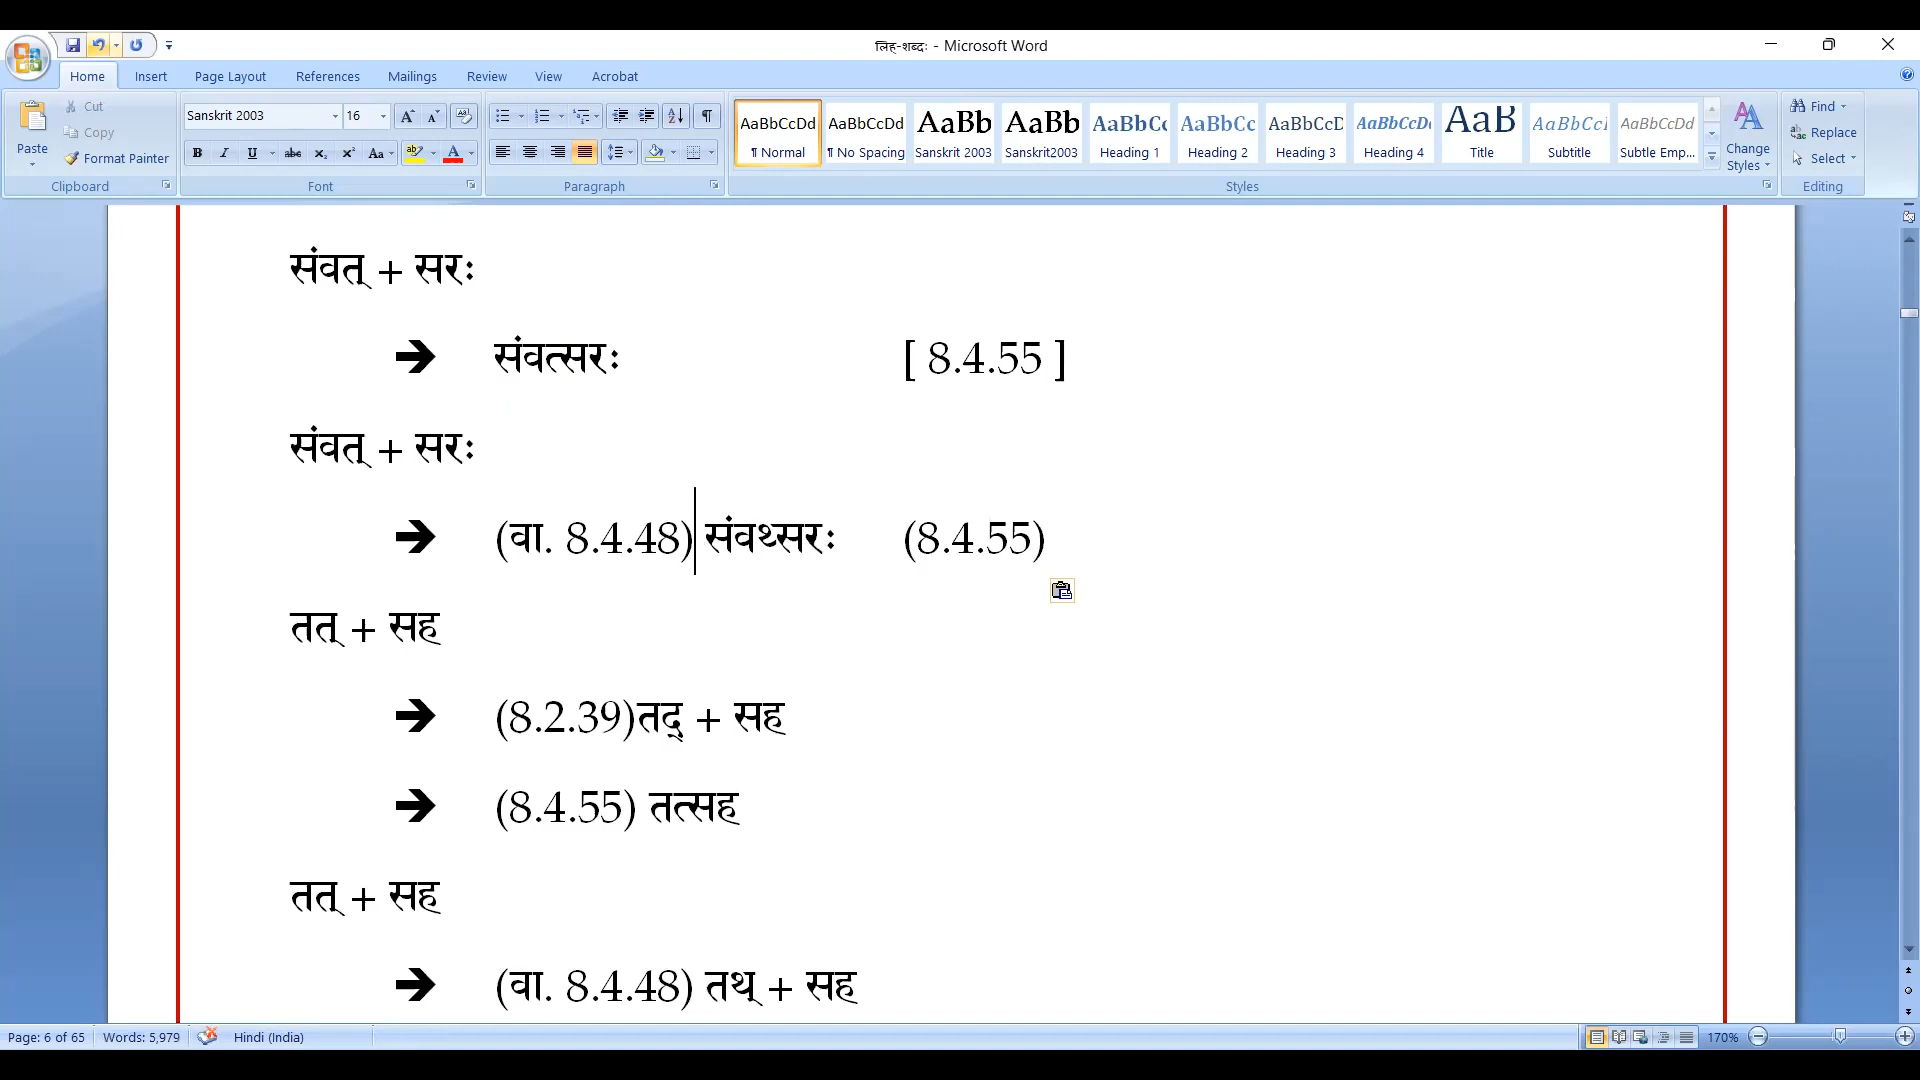 लिह्-शब्दः - Microsoft Word
Home Insert Page Layout References Mailings Review View Acrobat
Paste Cut Copy Format Painter
Clipboard
Sanskrit 2003 16
Font
Paragraph
AaBbCcDd AaBbCcDd AaBb AaBb AaBbCc AaBbCc AaBbCcD AaBbCcD AaB AaBbCc AaBbCcDd
¶ Normal ¶ No Spacing Sanskrit 2003 Sanskrit2003 Heading 1 Heading 2 Heading 3 Heading 4 Title Subtitle Subtle Emp...
Styles
Change Styles
Find Replace Select
Editing
संवत् + सरः
➔ संवत्सरः [ 8.4.55 ]
संवत् + सरः
➔ (वा. 8.4.48) संवथ्सरः (8.4.55)
तत् + सह
➔ (8.2.39)तद् + सह
➔ (8.4.55) तत्सह
तत् + सह
➔ (वा. 8.4.48) तथ् + सह
Page: 6 of 65 Words: 5,979 Hindi (India) 170%